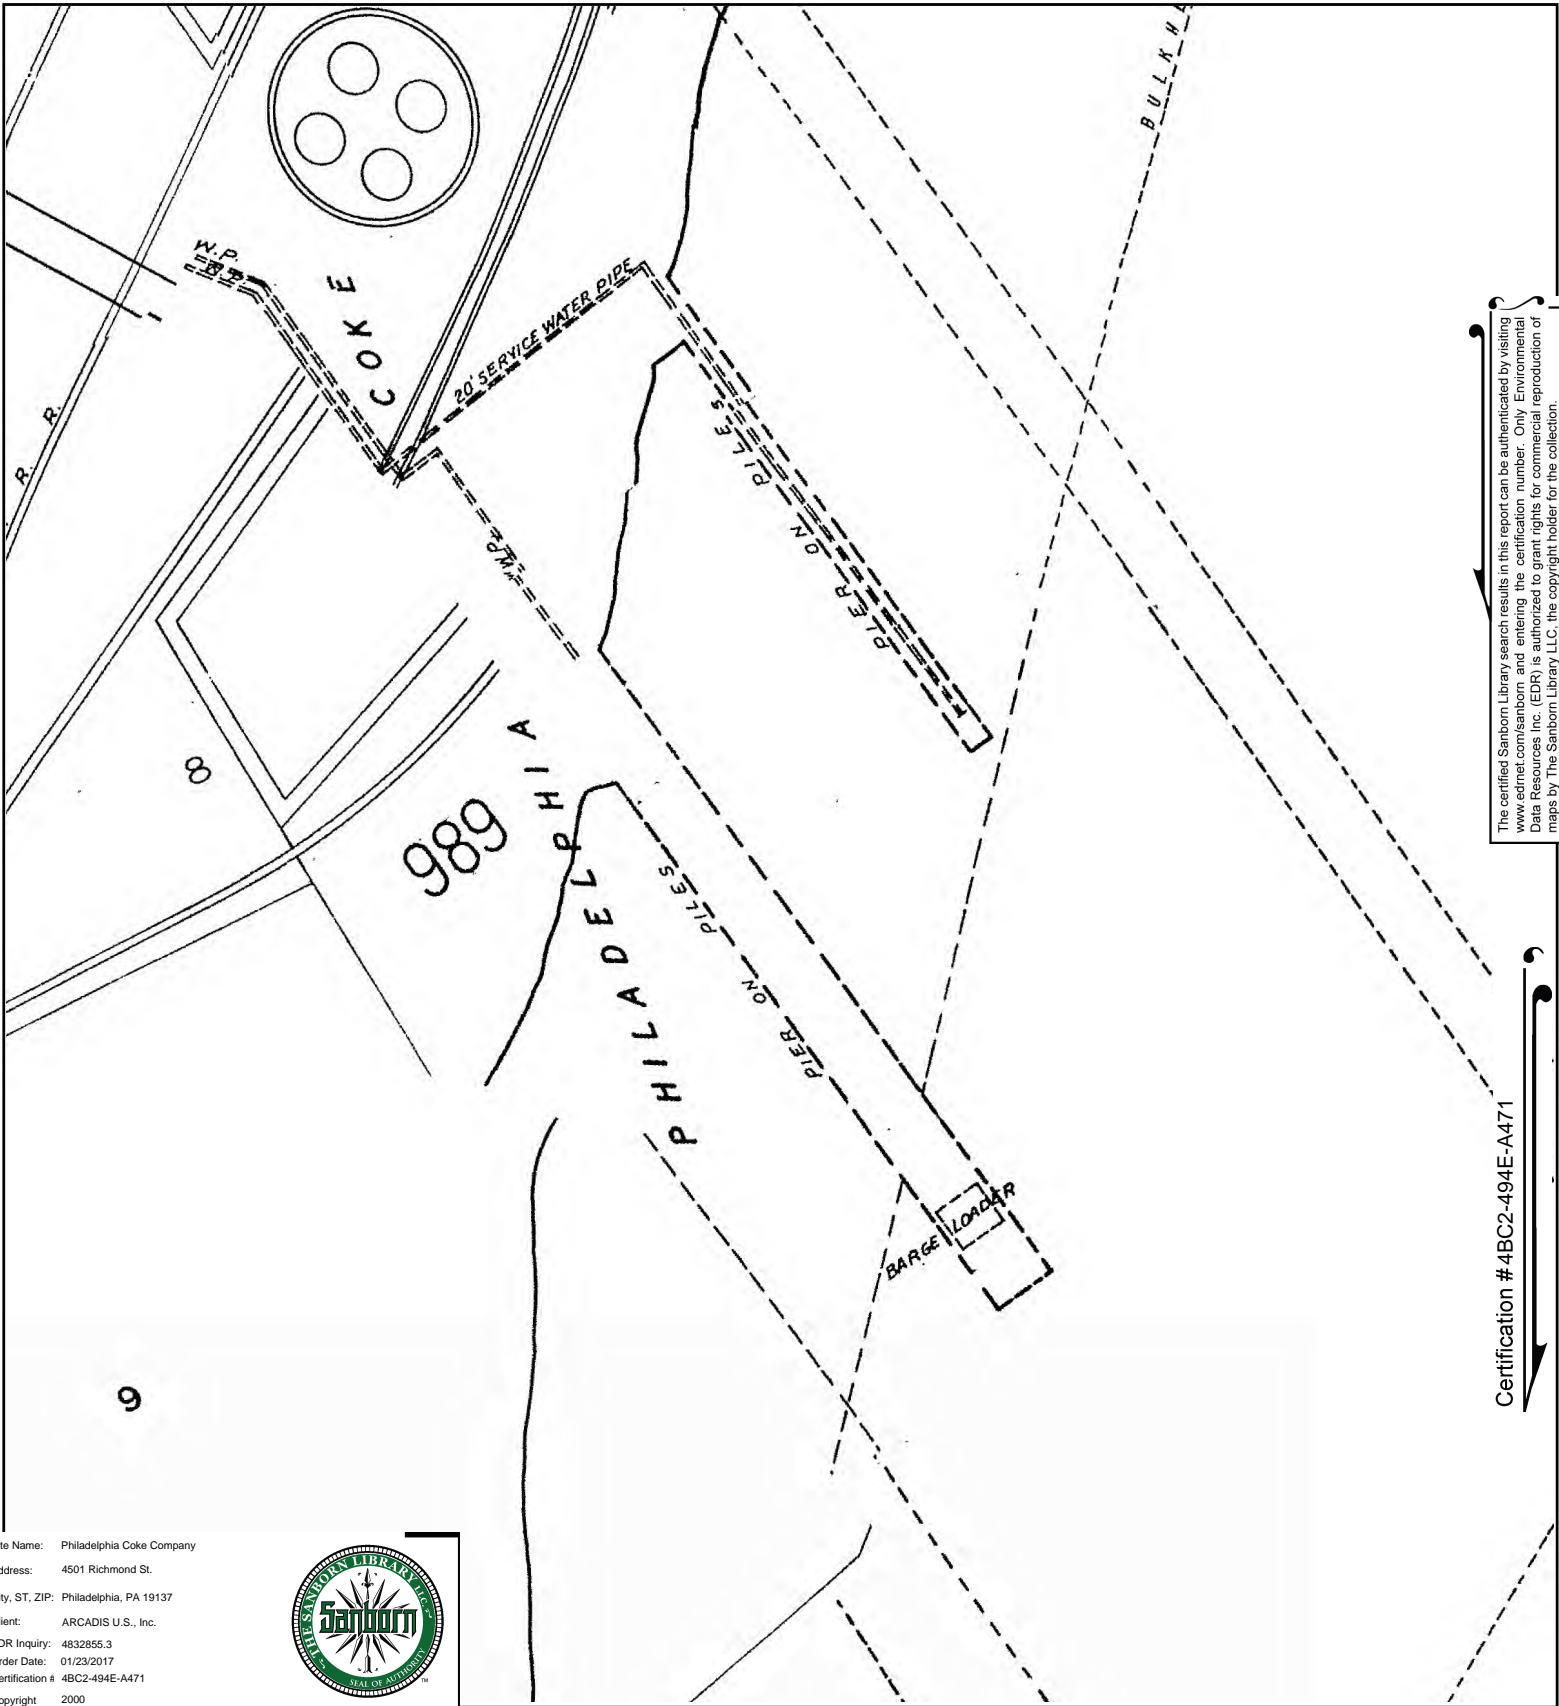 BULKH
W.P.
W.P.
COKE
20" SERVICE WATER PIPE
R. R.
W.P.
PIER ON PILES
8
989
PHILADELPHIA
PIER ON PILES
BARGE LOADER
9
The certified Sanborn Library search results in this report can be authenticated by visiting
www.edrnet.com/sanborn and entering the certification number. Only Environmental
Data Resources Inc. (EDR) is authorized to grant rights for commercial reproduction of
maps by The Sanborn Library LLC, the copyright holder for the collection.
Certification # 4BC2-494E-A471
te Name: Philadelphia Coke Company
ddress: 4501 Richmond St.
ty, ST, ZIP: Philadelphia, PA 19137
ient: ARCADIS U.S., Inc.
DR Inquiry: 4832855.3
rder Date: 01/23/2017
ertification # 4BC2-494E-A471
opyright 2000
THE SANBORN LIBRARY LLC
Sanborn
SEAL OF AUTHORITY
TM